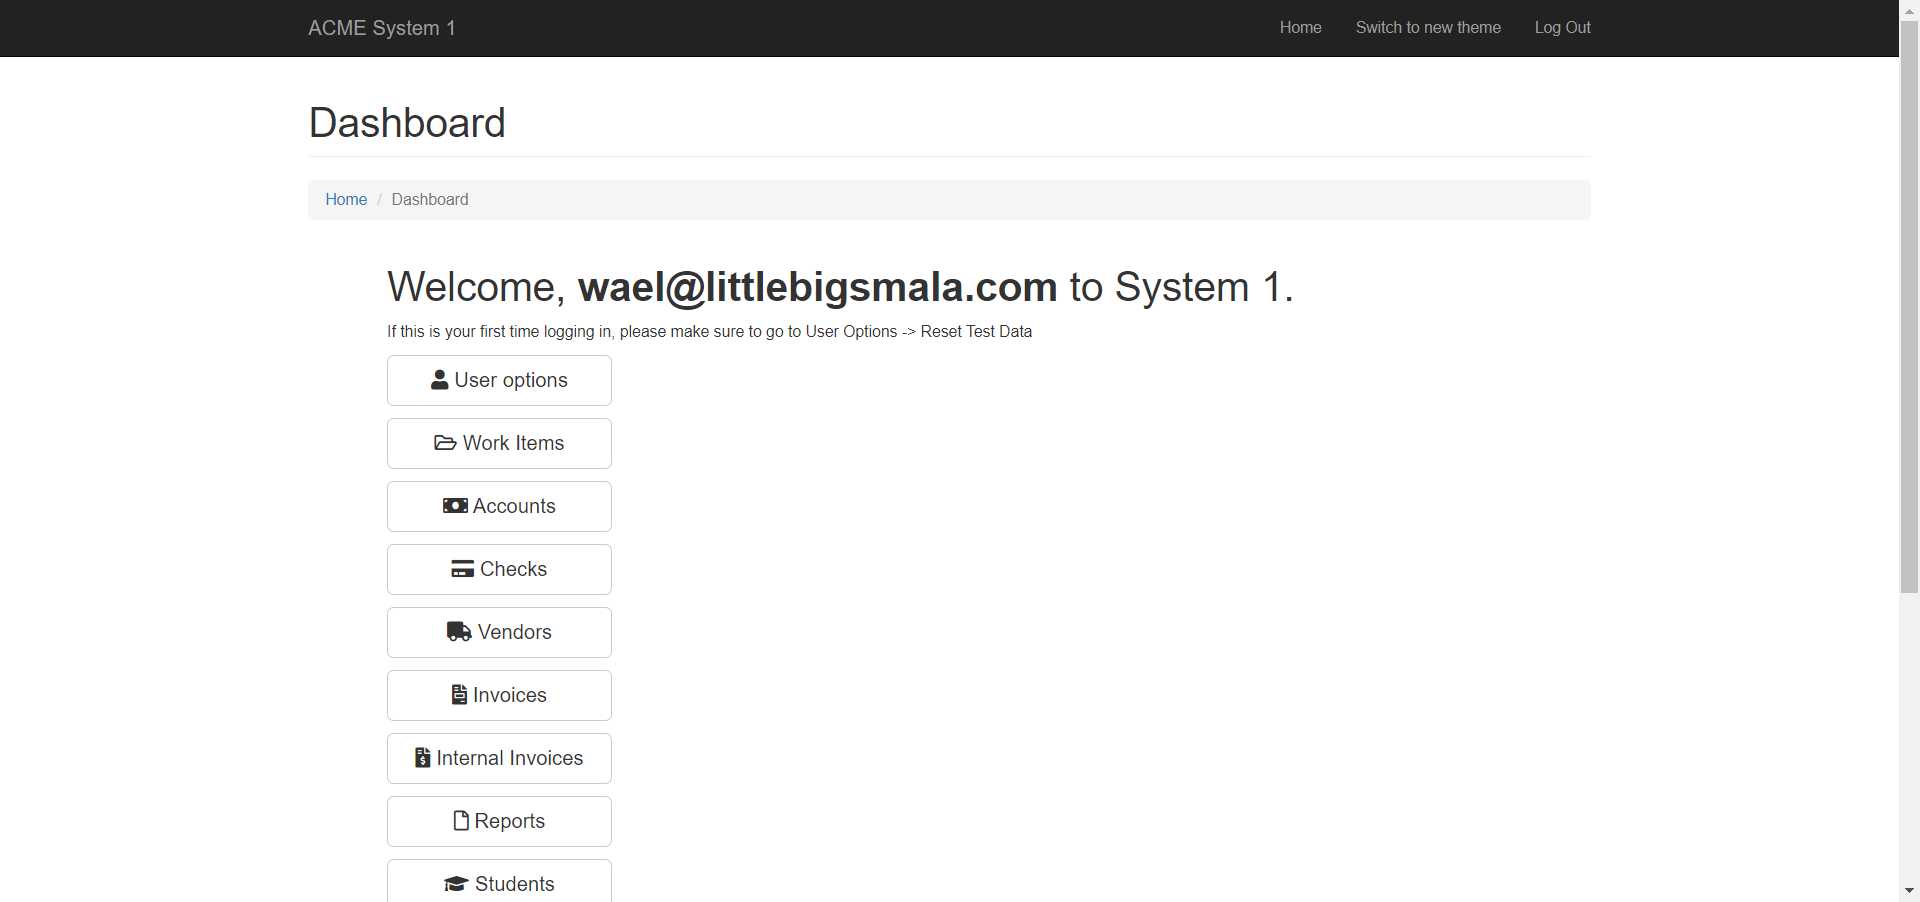 ACME System 1
Home
Switch to new theme
Log Out
Dashboard
Home / Dashboard
Welcome, wael@littlebigsmala.com to System 1.
If this is your first time logging in, please make sure to go to User Options -> Reset Test Data
User options
Work Items
Accounts
Checks
Vendors
Invoices
Internal Invoices
Reports
Students